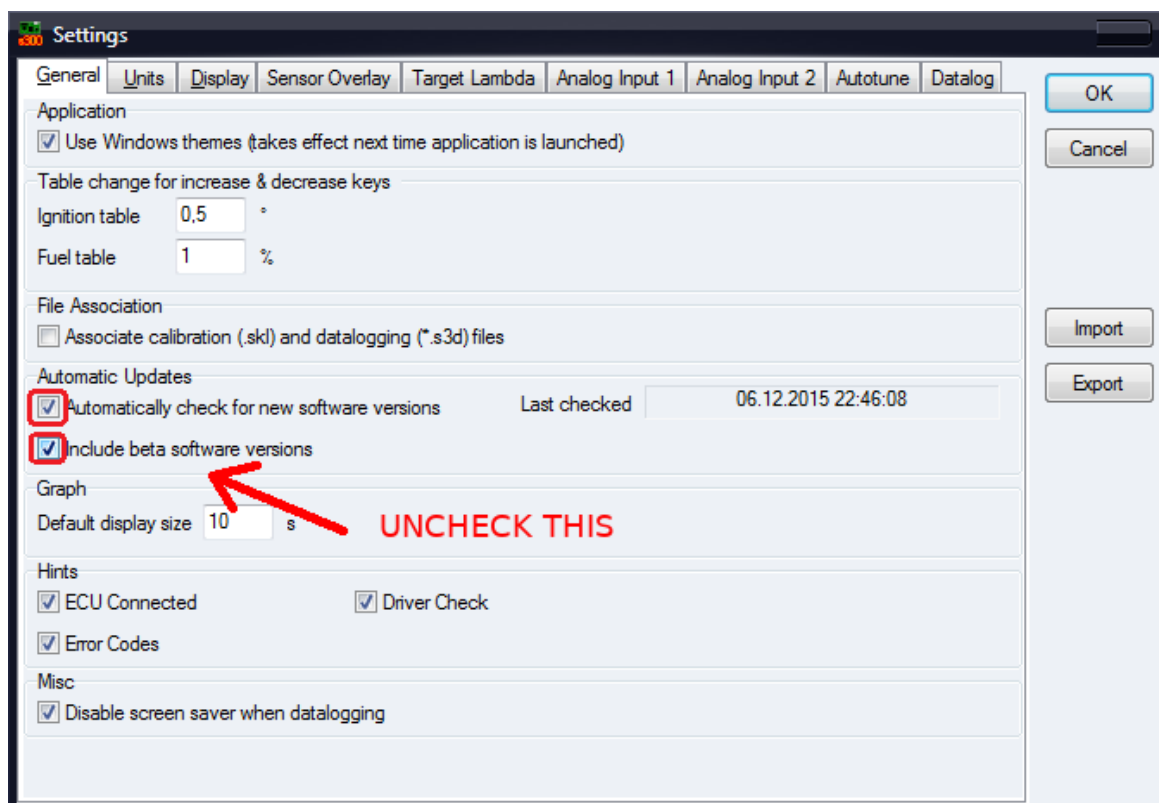 s300 Settings
General Units Display Sensor Overlay Target Lambda Analog Input 1 Analog Input 2 Autotune Datalog
OK
Application
Use Windows themes (takes effect next time application is launched)
Cancel
Table change for increase & decrease keys
Ignition table 0,5 °
Fuel table 1 %
File Association
Associate calibration (.skl) and datalogging (*.s3d) files
Import
Automatic Updates
Export
Automatically check for new software versions Last checked 06.12.2015 22:46:08
Include beta software versions
Graph
Default display size 10 s
UNCHECK THIS
Hints
ECU Connected Driver Check
Error Codes
Misc
Disable screen saver when datalogging